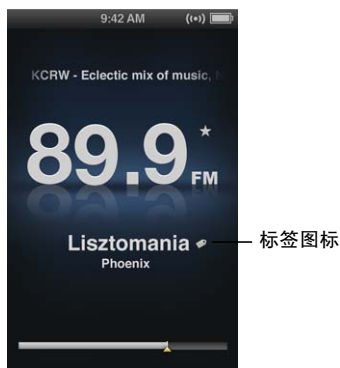 9:42 AM
KCRW - Eclectic mix of music,
89.9 FM
Lisztomania
标签图标
Phoenix